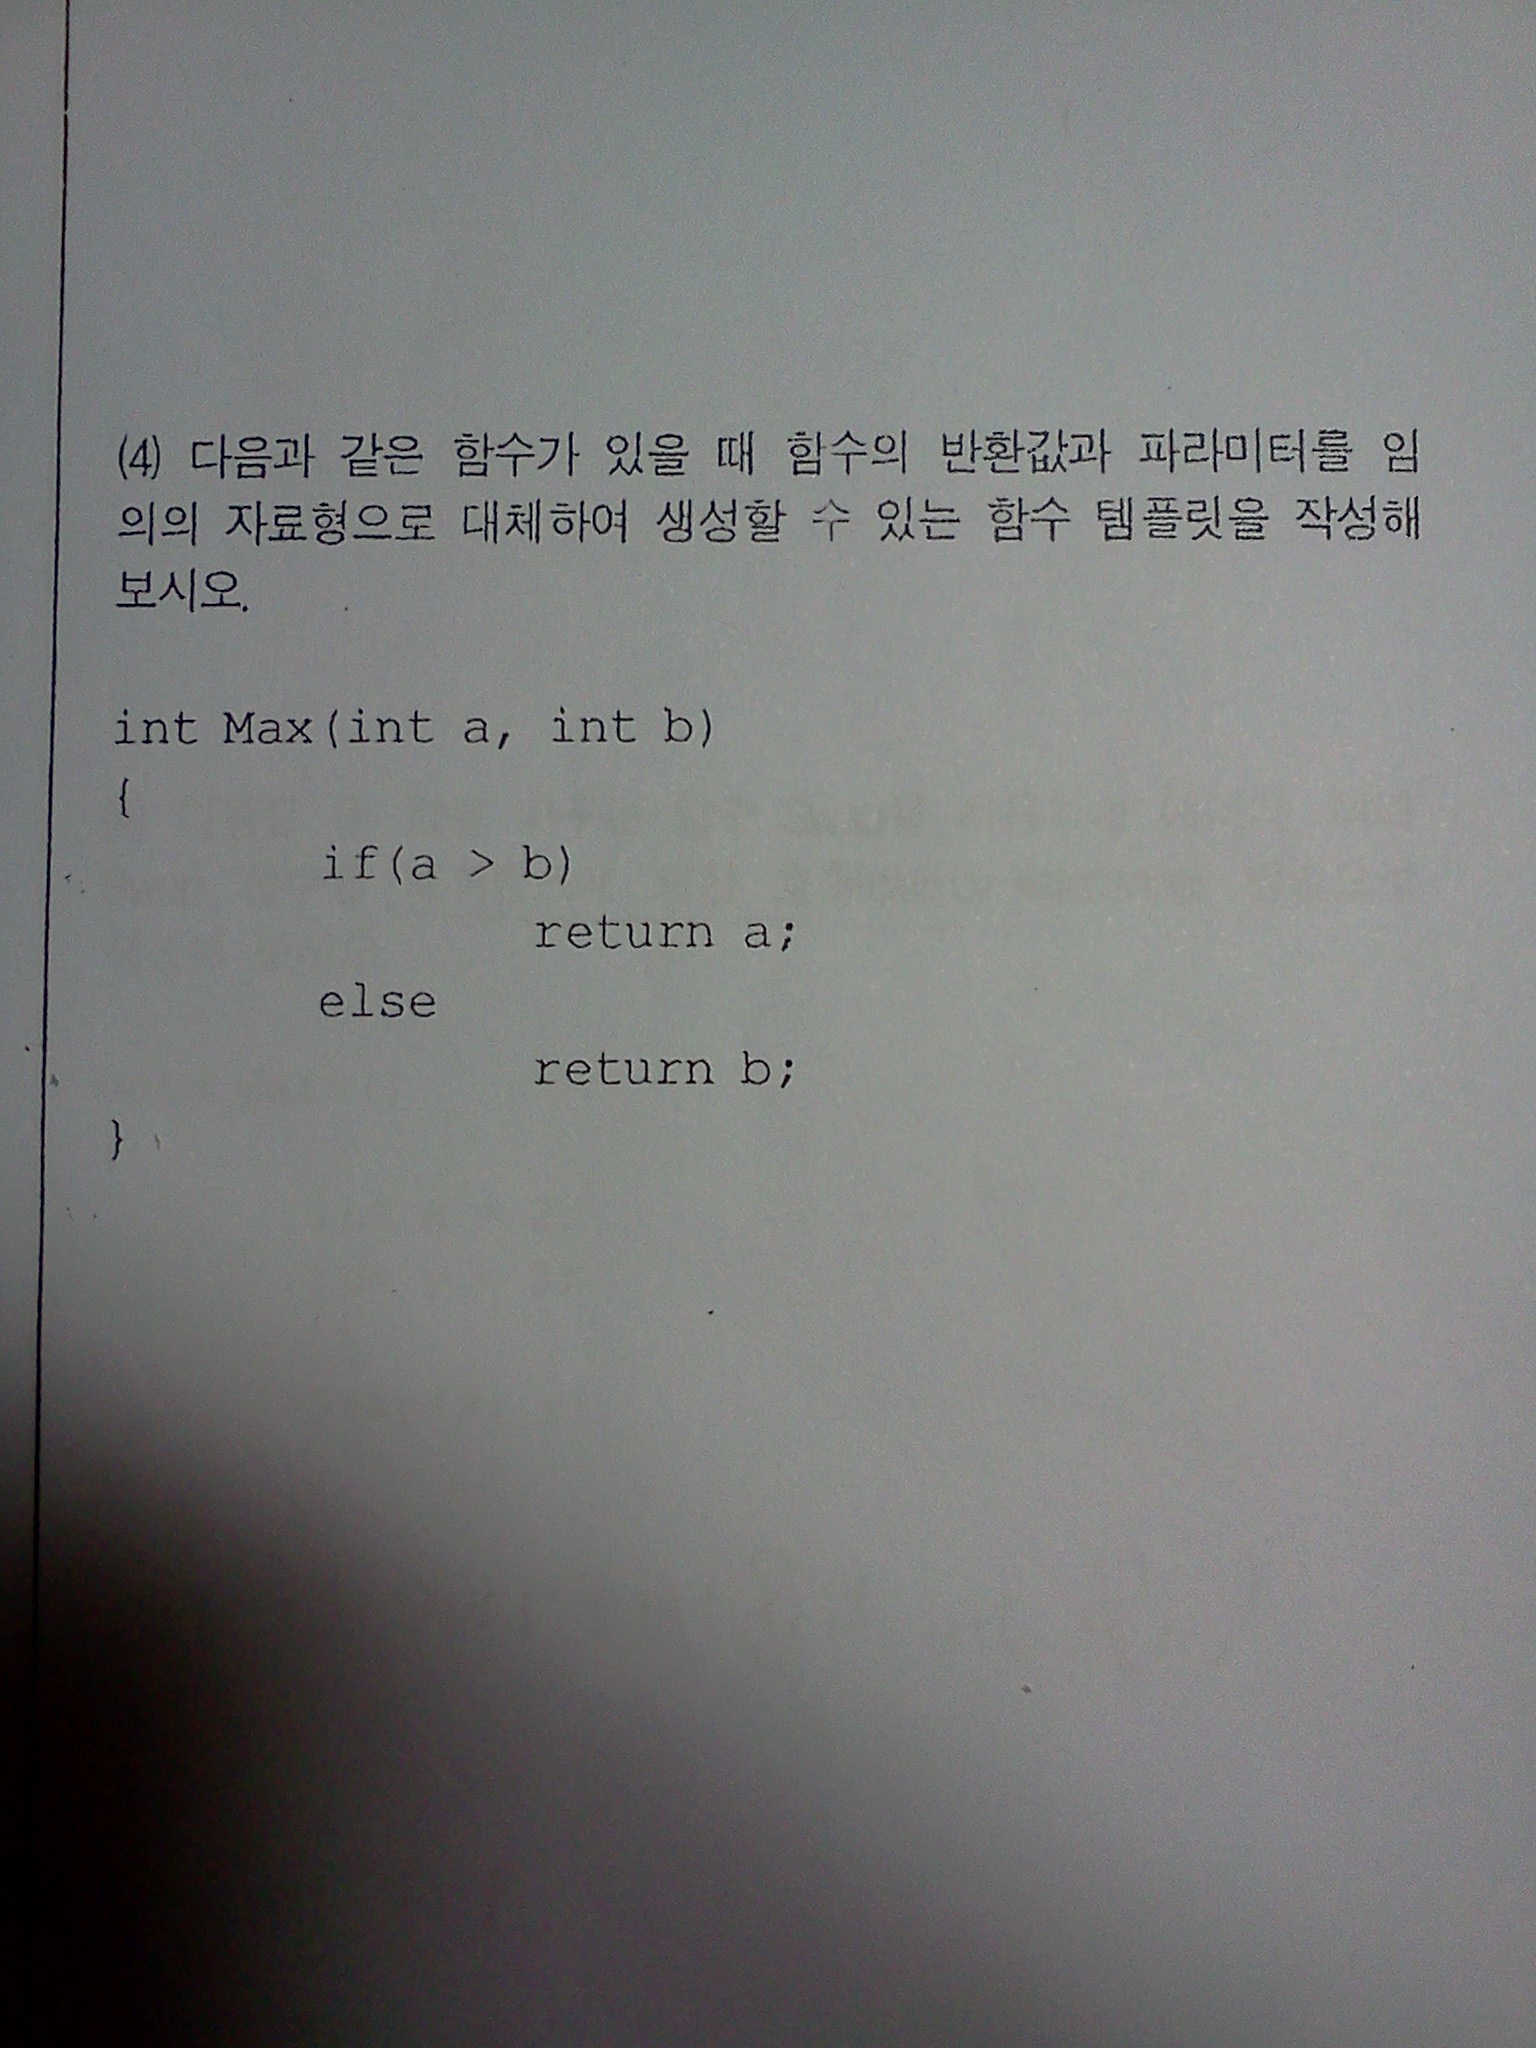 (4) 다음과 같은 함수가 있을 때 함수의 반환값과 파라미터를 임
의의 자료형으로 대체하여 생성할 수 있는 함수 템플릿을 작성해
보시오.
int Max(int a, int b)
{
if(a > b)
return a;
else
return b;
}